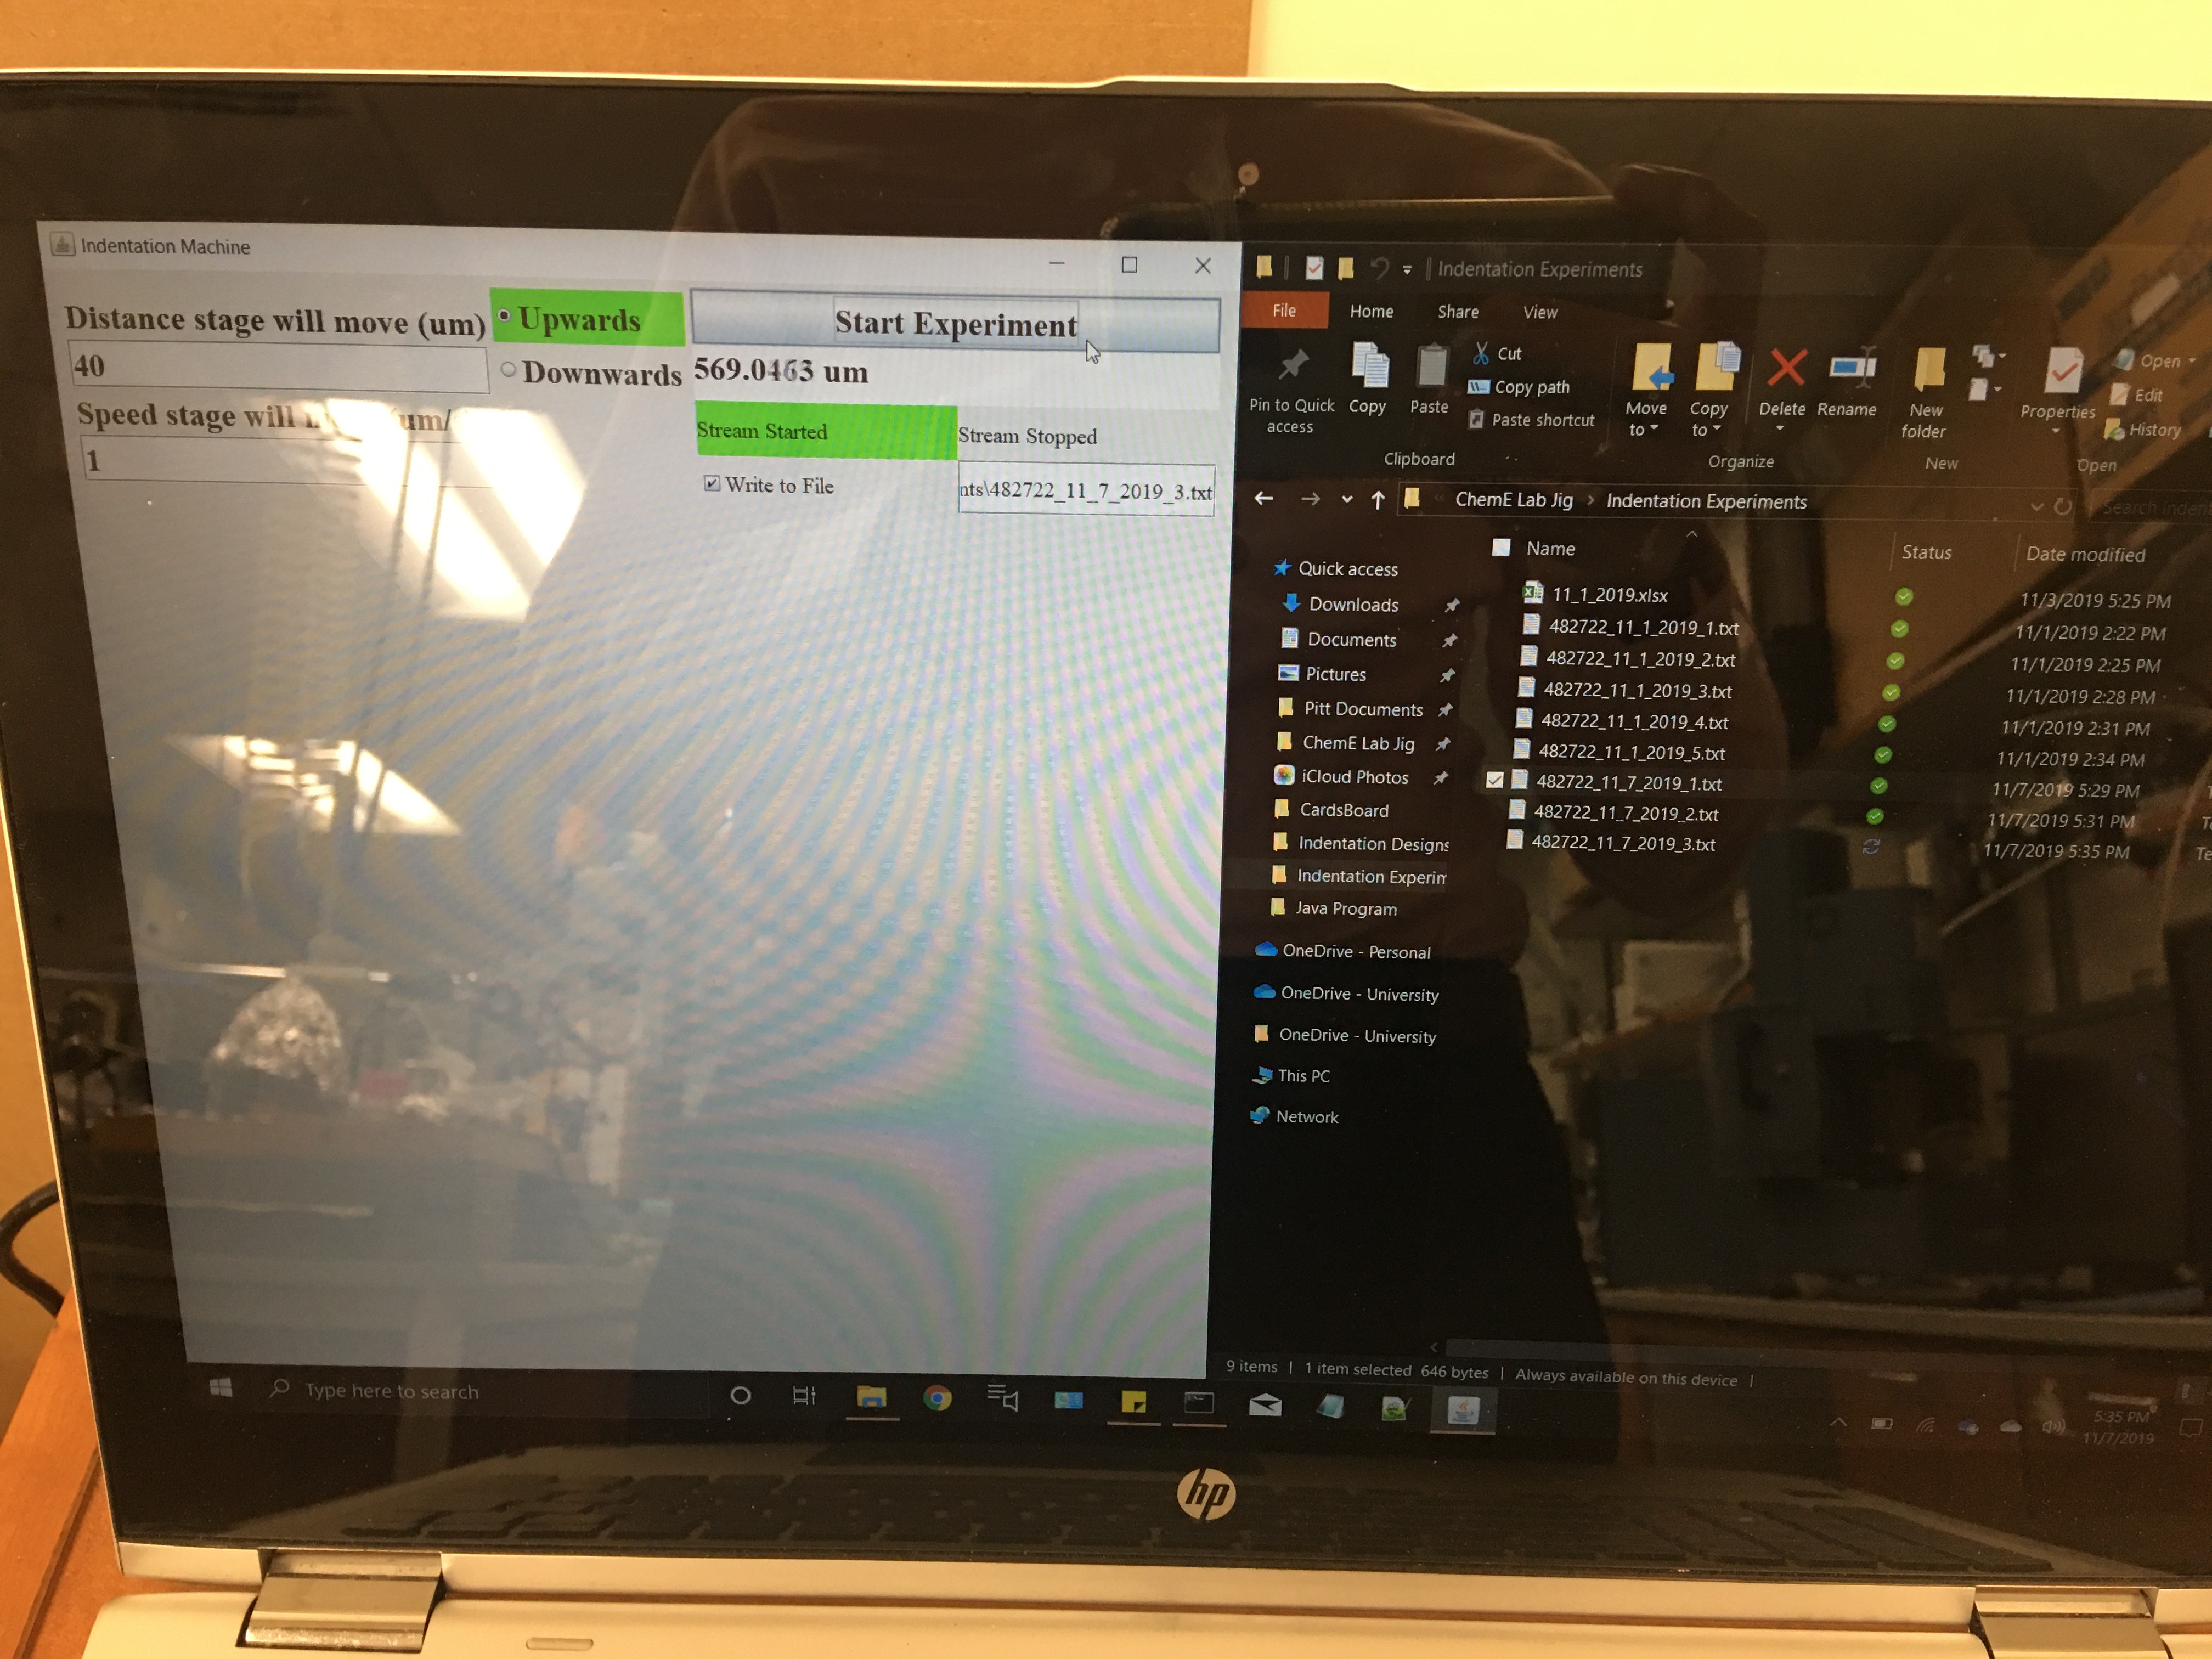 Indentation Machine
Distance stage will move (um)
Upwards
Start Experiment
40
Downwards
569.0463 um
Speed stage will um/
Stream Started
Stream Stopped
1
Write to File
nts\482722_11_7_2019_3.txt
Indentation Experiments
File
Home
Share
View
Pin to Quick access
Copy
Paste
Cut
Copy path
Paste shortcut
Move to
Copy to
Delete
Rename
New folder
Properties
Open
Edit
History
Clipboard
Organize
New
Open
ChemE Lab Jig > Indentation Experiments
Search Inden
Name
Status
Date modified
11_1_2019.xlsx 11/3/2019 5:25 PM
482722_11_1_2019_1.txt 11/1/2019 2:22 PM
482722_11_1_2019_2.txt 11/1/2019 2:25 PM
482722_11_1_2019_3.txt 11/1/2019 2:28 PM
482722_11_1_2019_4.txt 11/1/2019 2:31 PM
482722_11_1_2019_5.txt 11/1/2019 2:34 PM
482722_11_7_2019_1.txt 11/7/2019 5:29 PM T
482722_11_7_2019_2.txt 11/7/2019 5:31 PM Te
482722_11_7_2019_3.txt 11/7/2019 5:35 PM Te
Quick access
Downloads
Documents
Pictures
Pitt Documents
ChemE Lab Jig
iCloud Photos
CardsBoard
Indentation Designs
Indentation Experim
Java Program
OneDrive - Personal
OneDrive - University
OneDrive - University
This PC
Network
9 items | 1 item selected 646 bytes | Always available on this device |
Type here to search
5:35 PM
11/7/2019
hp